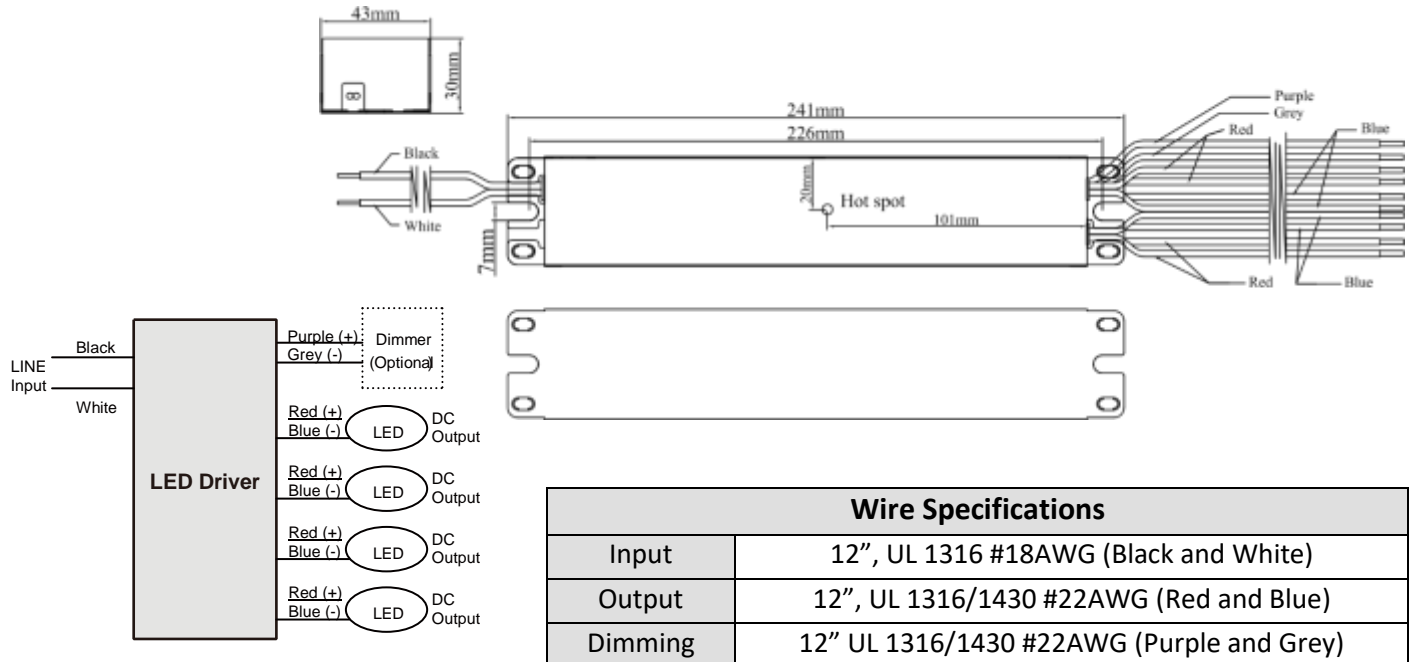 43mm
30mm
8
241mm
226mm
Purple
Grey
Red
Blue
Black
White
20mm
Hot spot
101mm
7mm
Red
Blue
LINE
Input
Black
White
LED Driver
Purple (+)
Grey (-)
Dimmer
(Optional
Red (+)
Blue (-)
LED
DC
Output
Red (+)
Blue (-)
LED
DC
Output
Red (+)
Blue (-)
LED
DC
Output
Red (+)
Blue (-)
LED
DC
Output
Wire Specifications
Input 12”, UL 1316 #18AWG (Black and White)
Output 12”, UL 1316/1430 #22AWG (Red and Blue)
Dimming 12” UL 1316/1430 #22AWG (Purple and Grey)